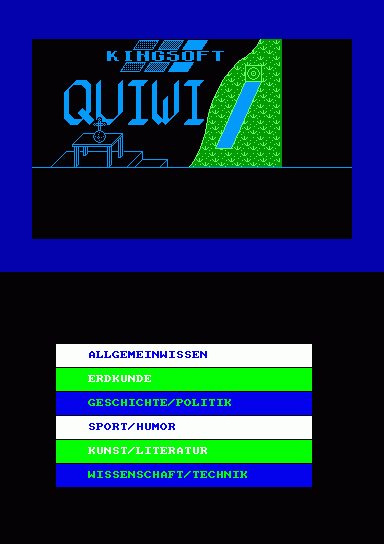 KINGSOFT
QUIWI
ALLGEMEINWISSEN
ERDKUNDE
GESCHICHTE/POLITIK
SPORT/HUMOR
KUNST/LITERATUR
WISSENSCHAFT/TECHNIK